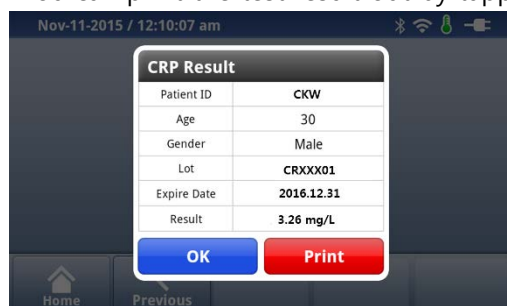 Nov-11-2015 / 12:10:07 am
CRP Result
Patient ID CKW
Age 30
Gender Male
Lot CRXXX01
Expire Date 2016.12.31
Result 3.26 mg/L
OK Print
Home Previous